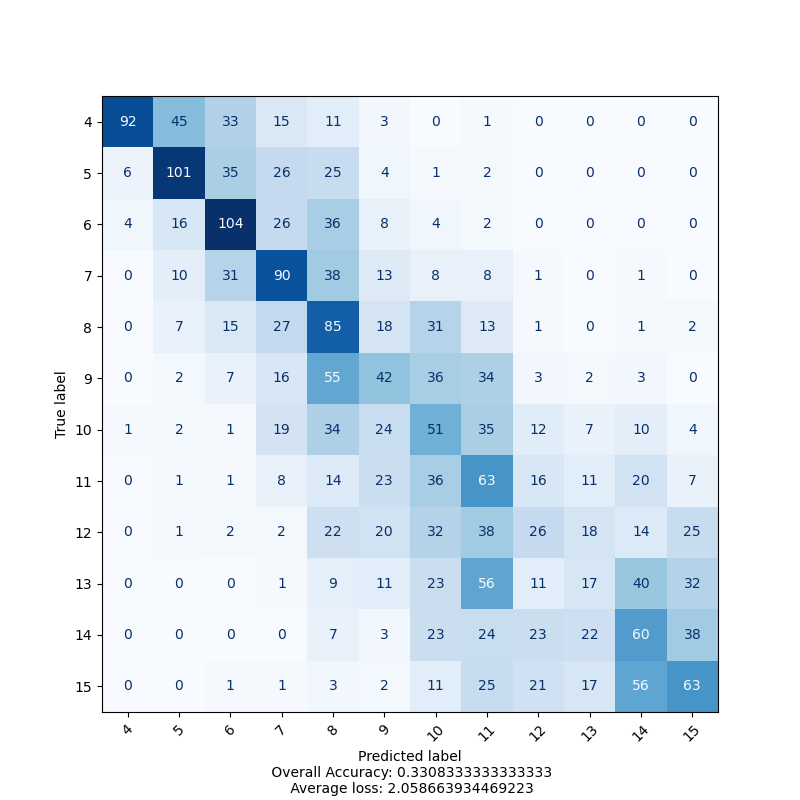 4 92 45 33 15 11 3 0 1 0 0 0 0
5 6 101 35 26 25 4 1 2 0 0 0 0
6 4 16 104 26 36 8 4 2 0 0 0 0
7 0 10 31 90 38 13 8 8 1 0 1 0
8 0 7 15 27 85 18 31 13 1 0 1 2
9 0 2 7 16 55 42 36 34 3 2 3 0
True label
10 1 2 1 19 34 24 51 35 12 7 10 4
11 0 1 1 8 14 23 36 63 16 11 20 7
12 0 1 2 2 22 20 32 38 26 18 14 25
13 0 0 0 1 9 11 23 56 11 17 40 32
14 0 0 0 0 7 3 23 24 23 22 60 38
15 0 0 1 1 3 2 11 25 21 17 56 63
4 5 6 7 8 9 10 11 12 13 14 15
Predicted label
Overall Accuracy: 0.3308333333333333
Average loss: 2.058663934469223